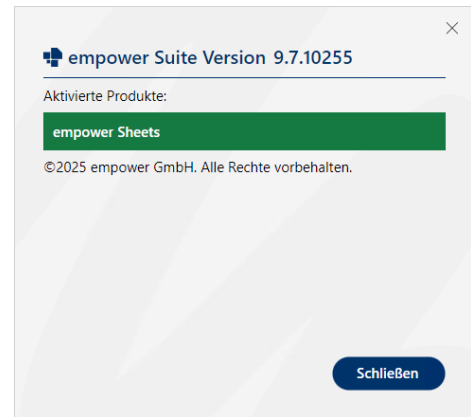 empower Suite Version 9.7.10255
Aktivierte Produkte:
empower Sheets
©2025 empower GmbH. Alle Rechte vorbehalten.
Schließen